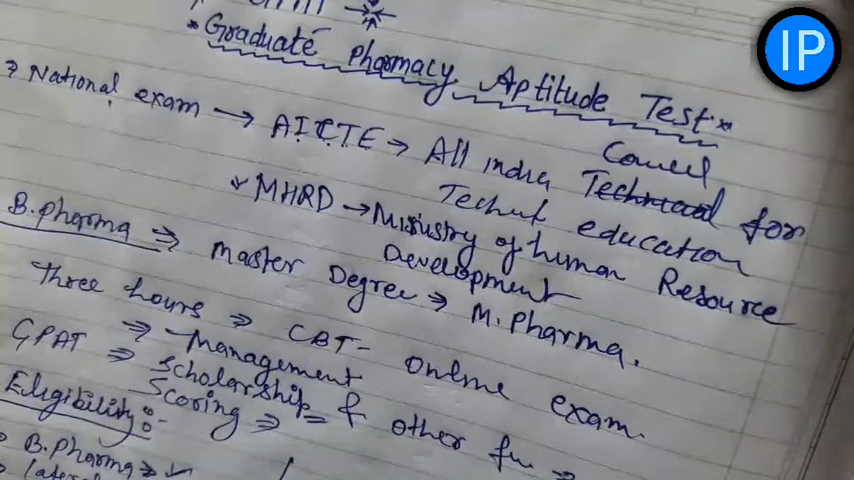 IP
*Graduate Pharmacy Aptitude Test*
→ National exam → AICTE → All india Technical Council for
Techni education
MHRD → Ministry of human Resource
Development
B.pharma ⇒ Master Degree ⇒ M.Pharma.
Three hours ⇒ CBT- online exam.
GPAT ⇒ Management
⇒ Scholarship & other fu
Scoring ⇒
Eligibility:-
B.Pharma ⇒